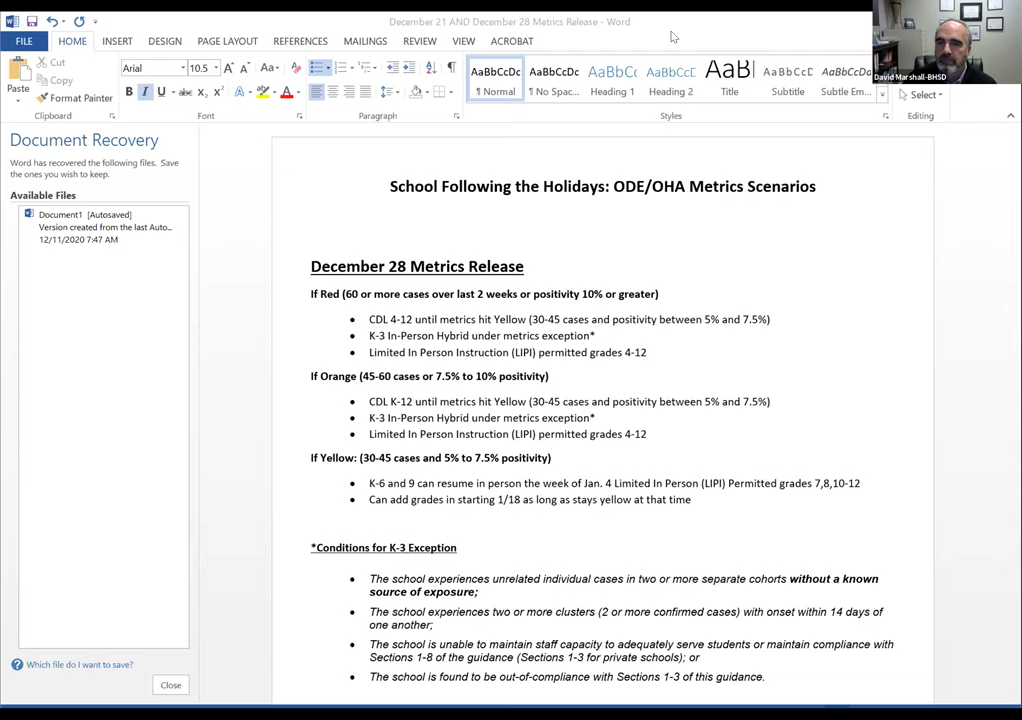 December 21 AND December 28 Metrics Release - Word
FILE HOME INSERT DESIGN PAGE LAYOUT REFERENCES MAILINGS REVIEW VIEW ACROBAT
David Marshall-BHSD
Paste
Cut
Copy
Format Painter
Clipboard
Arial 10.5
Font
Paragraph
AaBbCcDc AaBbCcDc AaBbCc AaBbCcC AaB AaBbCcD AaBbCcDc
¶ Normal ¶ No Spac... Heading 1 Heading 2 Title Subtitle Subtle Em...
Styles
Select
Editing
Document Recovery
Word has recovered the following files. Save
the ones you wish to keep.
Available Files
Document1 [Autosaved]
Version created from the last Auto...
12/11/2020 7:47 AM
Which file do I want to save?
Close
School Following the Holidays: ODE/OHA Metrics Scenarios
December 28 Metrics Release
If Red (60 or more cases over last 2 weeks or positivity 10% or greater)
• CDL 4-12 until metrics hit Yellow (30-45 cases and positivity between 5% and 7.5%)
• K-3 In-Person Hybrid under metrics exception*
• Limited In Person Instruction (LIPI) permitted grades 4-12
If Orange (45-60 cases or 7.5% to 10% positivity)
• CDL K-12 until metrics hit Yellow (30-45 cases and positivity between 5% and 7.5%)
• K-3 In-Person Hybrid under metrics exception*
• Limited In Person Instruction (LIPI) permitted grades 4-12
If Yellow: (30-45 cases and 5% to 7.5% positivity)
• K-6 and 9 can resume in person the week of Jan. 4 Limited In Person (LIPI) Permitted grades 7,8,10-12
• Can add grades in starting 1/18 as long as stays yellow at that time
*Conditions for K-3 Exception
• The school experiences unrelated individual cases in two or more separate cohorts without a known
source of exposure;
• The school experiences two or more clusters (2 or more confirmed cases) with onset within 14 days of
one another;
• The school is unable to maintain staff capacity to adequately serve students or maintain compliance with
Sections 1-8 of the guidance (Sections 1-3 for private schools); or
• The school is found to be out-of-compliance with Sections 1-3 of this guidance.